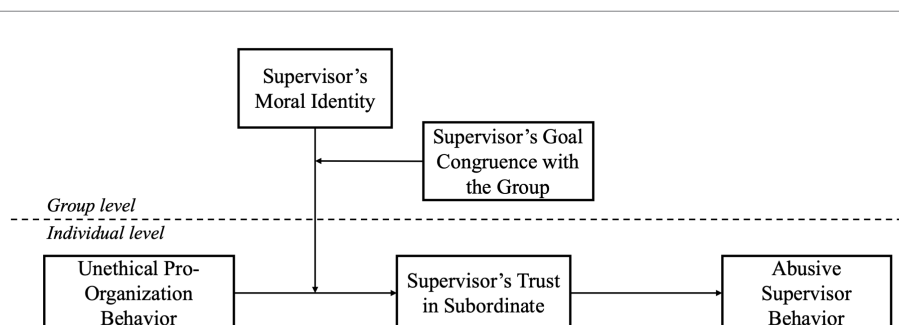 Supervisor’s
Moral Identity
Supervisor’s Goal
Congruence with
the Group
Group level
Individual level
Unethical Pro-
Organization
Behavior
Supervisor’s Trust
in Subordinate
Abusive
Supervisor
Behavior